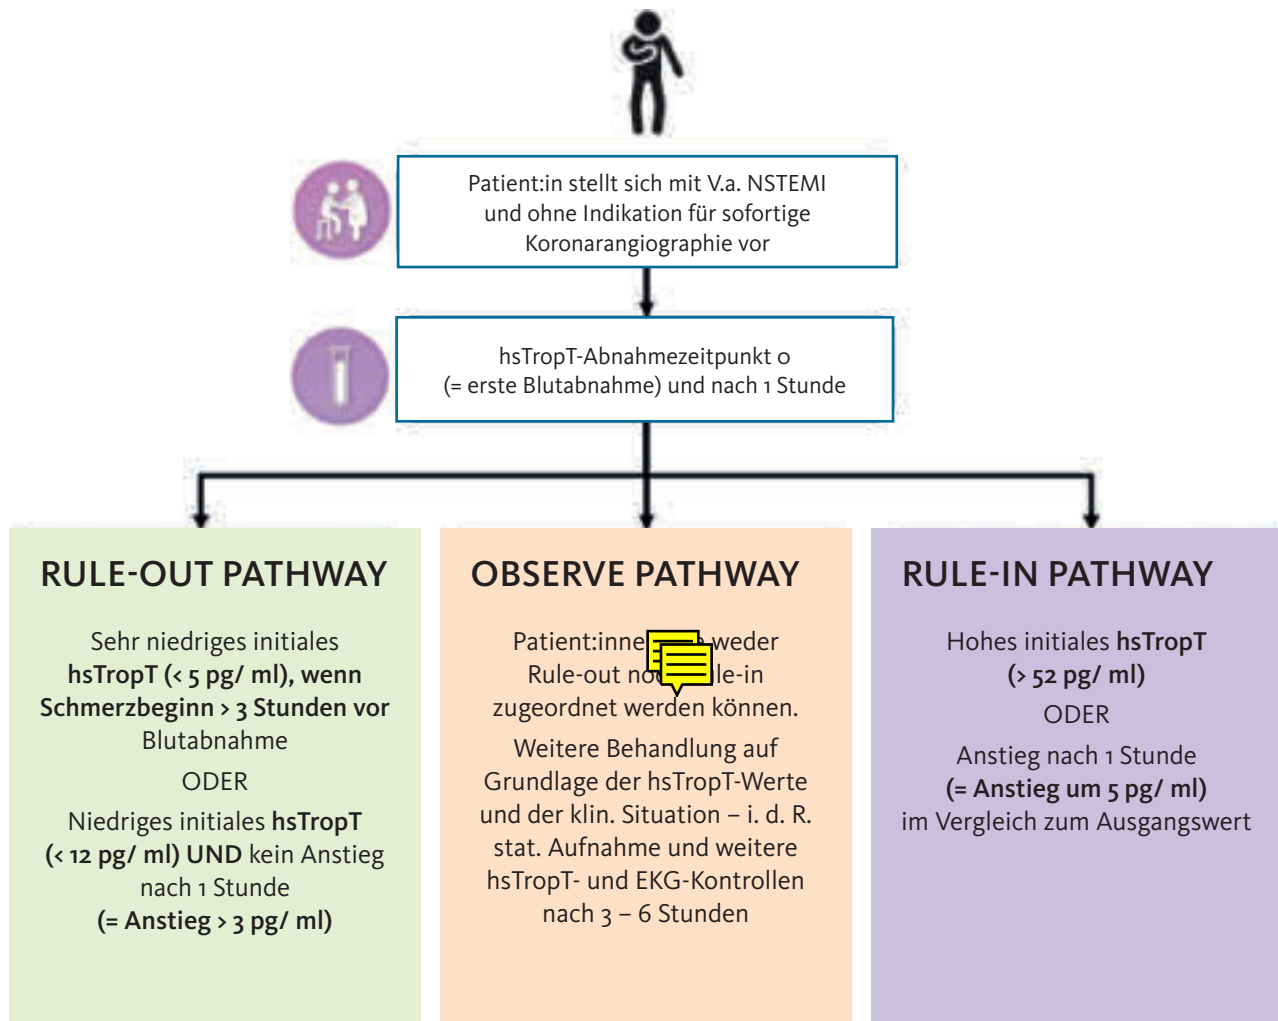 Patient:in stellt sich mit V.a. NSTEMI
und ohne Indikation für sofortige
Koronarangiographie vor
hsTropT-Abnahmezeitpunkt 0
(= erste Blutabnahme) und nach 1 Stunde
RULE-OUT PATHWAY
Sehr niedriges initiales
hsTropT (< 5 pg/ ml), wenn
Schmerzbeginn > 3 Stunden vor
Blutabnahme
ODER
Niedriges initiales hsTropT
(< 12 pg/ ml) UND kein Anstieg
nach 1 Stunde
(= Anstieg > 3 pg/ ml)
OBSERVE PATHWAY
weder
Rule-out
zugeordnet werden können.
Weitere Behandlung auf
Grundlage der hsTropT-Werte
und der klin. Situation – i. d. R.
stat. Aufnahme und weitere
hsTropT- und EKG-Kontrollen
nach 3 – 6 Stunden
RULE-IN PATHWAY
Hohes initiales hsTropT
(> 52 pg/ ml)
ODER
Anstieg nach 1 Stunde
(= Anstieg um 5 pg/ ml)
im Vergleich zum Ausgangswert